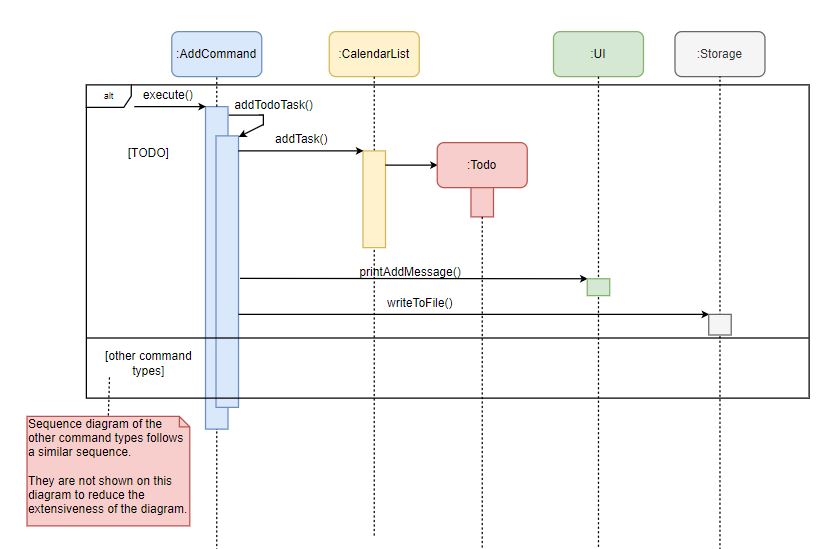 :AddCommand
:CalendarList
:UI
:Storage
alt
execute()
addTodoTask()
addTask()
[TODO]
:Todo
printAddMessage()
writeToFile()
[other command
types]
Sequence diagram of the
other command types follows
a similar sequence.
They are not shown on this
diagram to reduce the
extensiveness of the diagram.